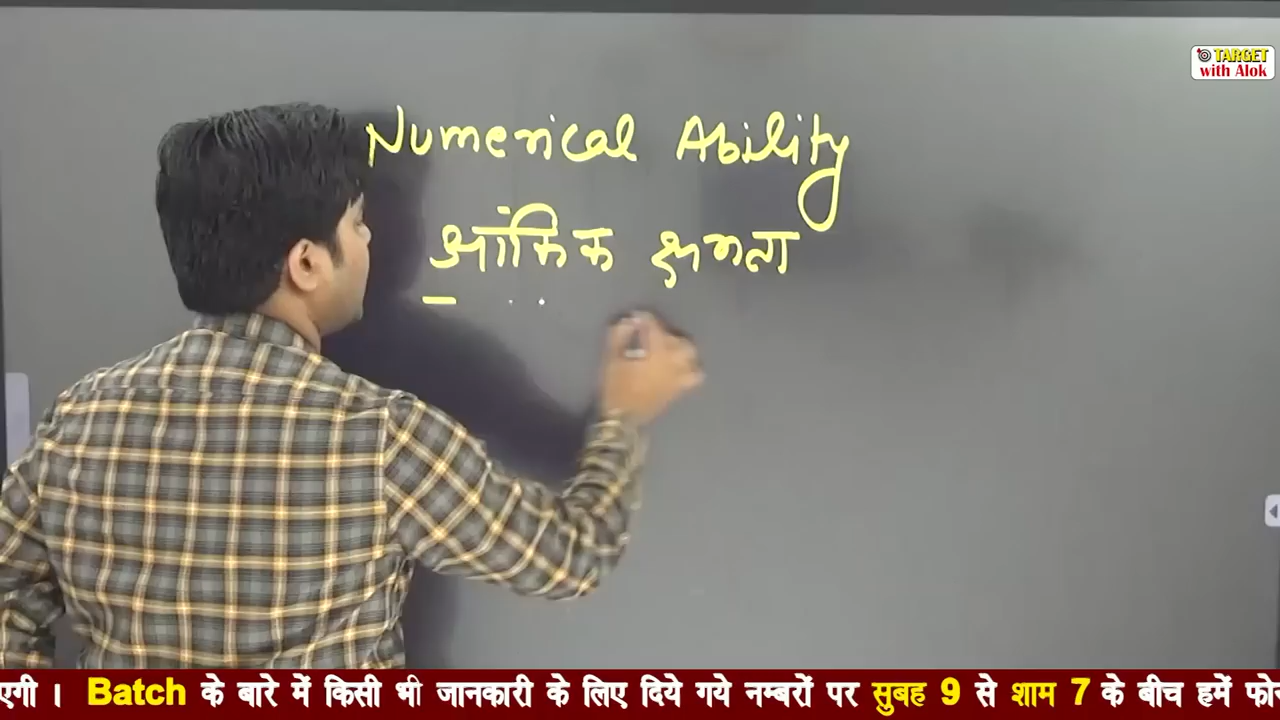 TARGET
with Alok
Numerical Ability
आंकिक क्षमता
एगी । Batch के बारे में किसी भी जानकारी के लिए दिये गये नम्बरों पर सुबह 9 से शाम 7 के बीच हमें फोन